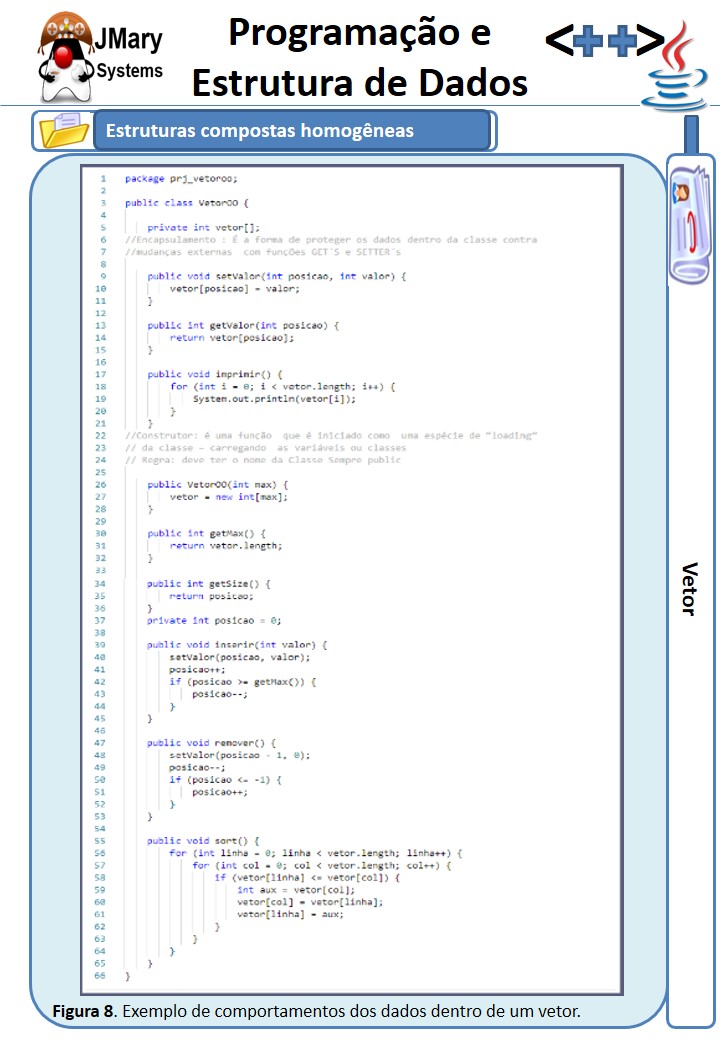 JMary
Systems
Programação e
Estrutura de Dados
<++>
Estruturas compostas homogêneas
1 package prj_vetoroo;
2
3 public class VetorOO {
4
5 private int vetor[];
6 //Encapsulamento : É a forma de proteger os dados dentro da classe contra
7 //mudanças externas com funções GET´S e SETTER´s
8
9 public void setValor(int posicao, int valor) {
10 vetor[posicao] = valor;
11 }
12
13 public int getValor(int posicao) {
14 return vetor[posicao];
15 }
16
17 public void imprimir() {
18 for (int i = 0; i < vetor.length; i++) {
19 System.out.println(vetor[i]);
20 }
21 }
22 //Construtor: é uma função que é iniciado como uma espécie de "loading"
23 // da classe – carregando as variáveis ou classes
24 // Regra: deve ter o nome da Classe Sempre public
25
26 public VetorOO(int max) {
27 vetor = new int[max];
28 }
29
30 public int getMax() {
31 return vetor.length;
32 }
33
34 public int getSize() {
35 return posicao;
36 }
37 private int posicao = 0;
38
39 public void inserir(int valor) {
40 setValor(posicao, valor);
41 posicao++;
42 if (posicao >= getMax()) {
43 posicao--;
44 }
45 }
46
47 public void remover() {
48 setValor(posicao - 1, 0);
49 posicao--;
50 if (posicao <= -1) {
51 posicao++;
52 }
53 }
54
55 public void sort() {
56 for (int linha = 0; linha < vetor.length; linha++) {
57 for (int col = 0; col < vetor.length; col++) {
58 if (vetor[linha] <= vetor[col]) {
59 int aux = vetor[col];
60 vetor[col] = vetor[linha];
61 vetor[linha] = aux;
62 }
63 }
64 }
65 }
66 }
Vetor
Figura 8. Exemplo de comportamentos dos dados dentro de um vetor.